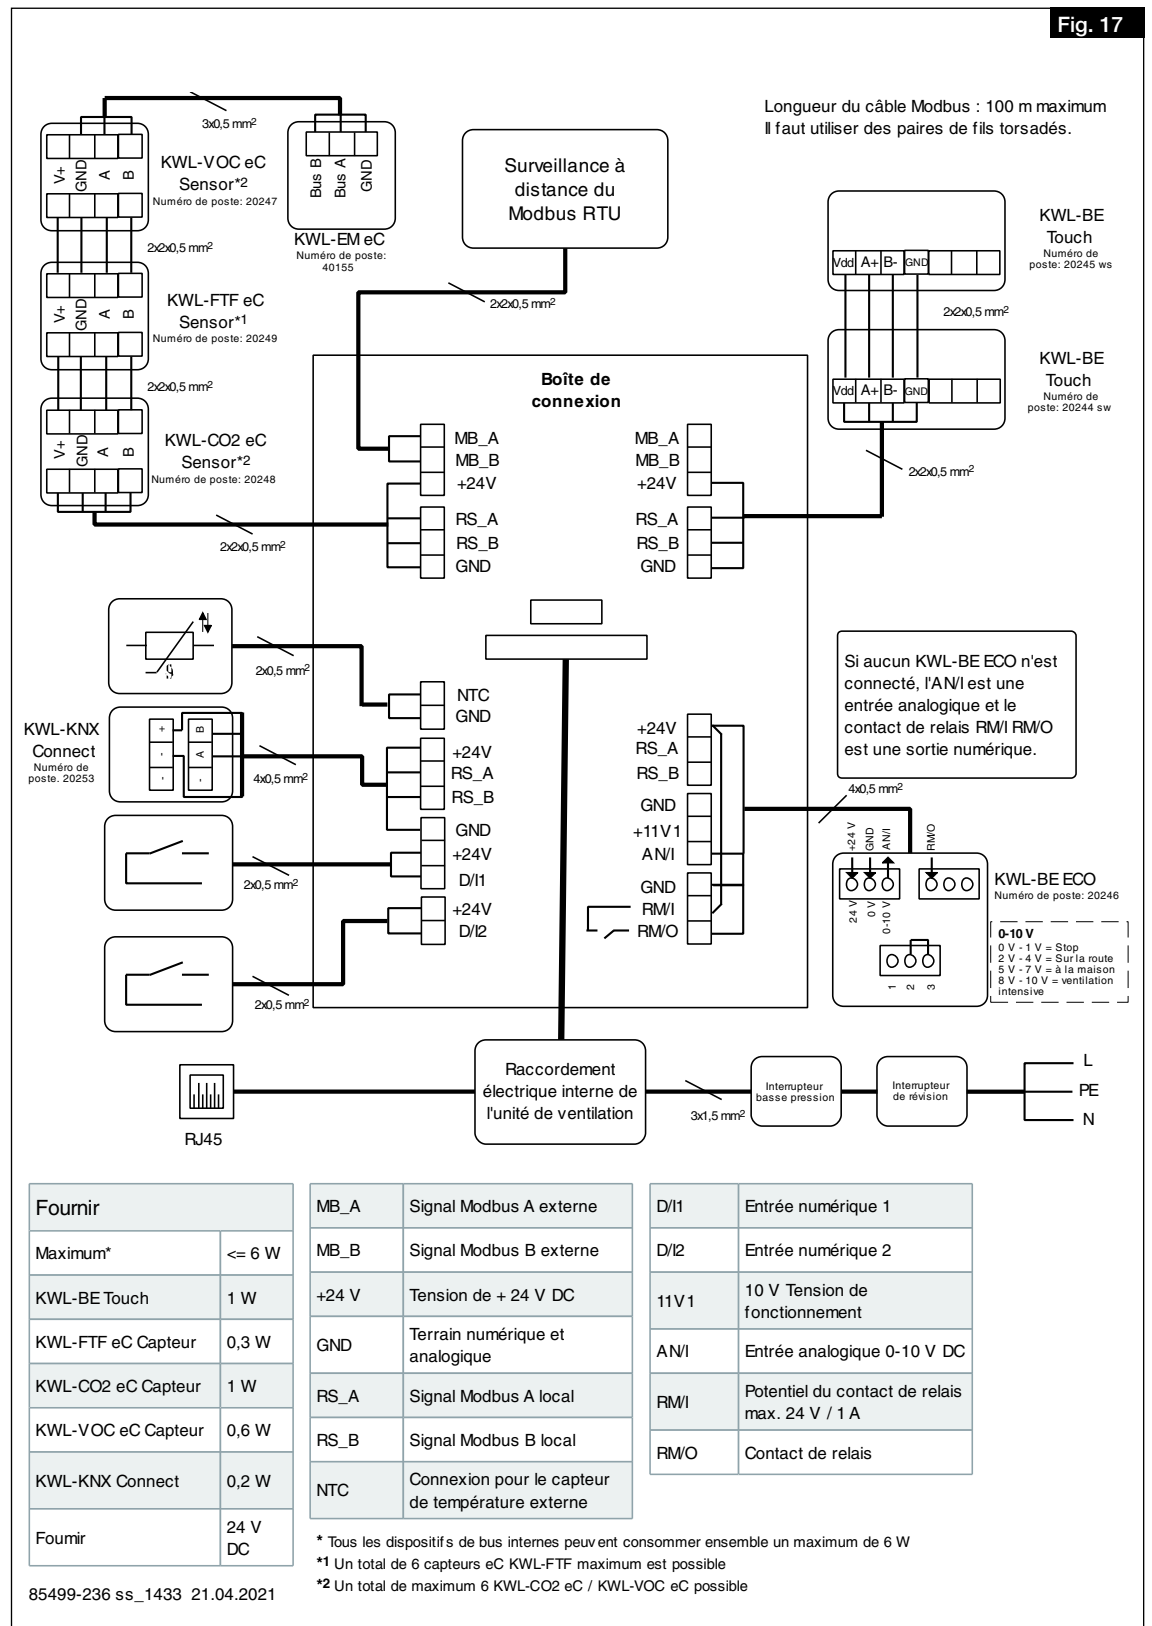 Fig. 17
Longueur du câble Modbus : 100 m maximum
Il faut utiliser des paires de fils torsadés.
3x0,5 mm²
V+
GND
A
B
KWL-VOC eC
Sensor*2
Numéro de poste: 20247
Bus B
Bus A
GND
KWL-EM eC
Numéro de poste:
40155
Surveillance à
distance du
Modbus RTU
2x2x0,5 mm²
2x2x0,5 mm²
V+
GND
A
B
KWL-FTF eC
Sensor*1
Numéro de poste: 20249
2x2x0,5 mm²
V+
GND
A
B
KWL-CO2 eC
Sensor*2
Numéro de poste: 20248
2x2x0,5 mm²
Vdd
A+
B-
GND
KWL-BE
Touch
Numéro de
poste: 20245 ws
2x2x0,5 mm²
Vdd
A+
B-
GND
KWL-BE
Touch
Numéro de
poste: 20244 sw
2x2x0,5 mm²
Boîte de
connexion
MB_A
MB_B
+24V
RS_A
RS_B
GND
MB_A
MB_B
+24V
RS_A
RS_B
GND
ϑ
2x0,5 mm²
NTC
GND
KWL-KNX
Connect
Numéro de
poste. 20253
+
-
-
B
A
-
4x0,5 mm²
+24V
RS_A
RS_B
GND
+24V
D/I1
2x0,5 mm²
+24V
D/I2
2x0,5 mm²
+24V
RS_A
RS_B
GND
+11V1
AN/I
GND
RM/I
RM/O
Si aucun KWL-BE ECO n'est
connecté, l'AN/I est une
entrée analogique et le
contact de relais RM/I RM/O
est une sortie numérique.
4x0,5 mm²
+24 V
GND
AN/I
RM/O
24 V
0 V
0-10 V
1
2
3
KWL-BE ECO
Numéro de poste: 20246
0-10 V
0 V - 1 V = Stop
2 V - 4 V = Sur la route
5 V - 7 V = à la maison
8 V - 10 V = ventilation
intensive
RJ45
Raccordement
électrique interne de
l'unité de ventilation
3x1,5 mm²
Interrupteur
basse pression
Interrupteur
de révision
L
PE
N
Fournir
Maximum* <= 6 W
KWL-BE Touch 1 W
KWL-FTF eC Capteur 0,3 W
KWL-CO2 eC Capteur 1 W
KWL-VOC eC Capteur 0,6 W
KWL-KNX Connect 0,2 W
Fournir 24 V
DC
MB_A Signal Modbus A externe
MB_B Signal Modbus B externe
+24 V Tension de + 24 V DC
GND Terrain numérique et
analogique
RS_A Signal Modbus A local
RS_B Signal Modbus B local
NTC Connexion pour le capteur
de température externe
D/I1 Entrée numérique 1
D/I2 Entrée numérique 2
11V1 10 V Tension de
fonctionnement
AN/I Entrée analogique 0-10 V DC
RM/I Potentiel du contact de relais
max. 24 V / 1 A
RM/O Contact de relais
* Tous les dispositifs de bus internes peuvent consommer ensemble un maximum de 6 W
*1 Un total de 6 capteurs eC KWL-FTF maximum est possible
*2 Un total de maximum 6 KWL-CO2 eC / KWL-VOC eC possible
85499-236 ss_1433 21.04.2021